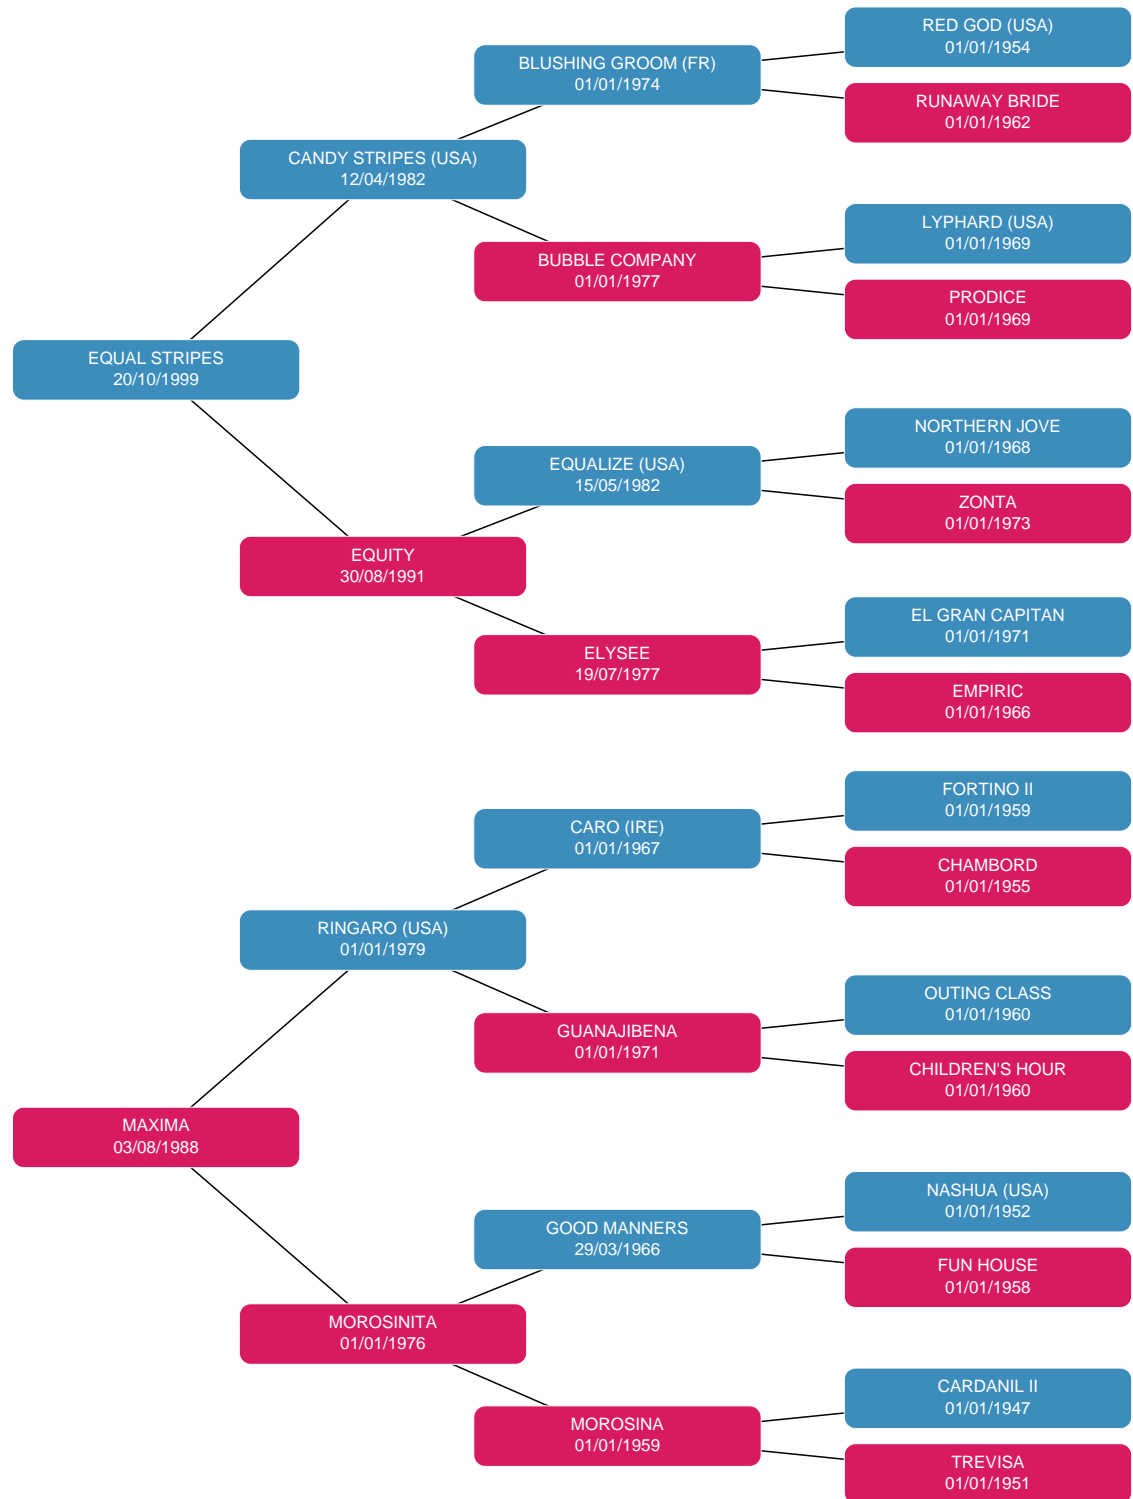 RED GOD (USA)
01/01/1954
BLUSHING GROOM (FR)
01/01/1974
RUNAWAY BRIDE
01/01/1962
CANDY STRIPES (USA)
12/04/1982
LYPHARD (USA)
01/01/1969
BUBBLE COMPANY
01/01/1977
PRODICE
01/01/1969
EQUAL STRIPES
20/10/1999
NORTHERN JOVE
01/01/1968
EQUALIZE (USA)
15/05/1982
ZONTA
01/01/1973
EQUITY
30/08/1991
EL GRAN CAPITAN
01/01/1971
ELYSEE
19/07/1977
EMPIRIC
01/01/1966
FORTINO II
01/01/1959
CARO (IRE)
01/01/1967
CHAMBORD
01/01/1955
RINGARO (USA)
01/01/1979
OUTING CLASS
01/01/1960
GUANAJIBENA
01/01/1971
CHILDREN'S HOUR
01/01/1960
MAXIMA
03/08/1988
NASHUA (USA)
01/01/1952
GOOD MANNERS
29/03/1966
FUN HOUSE
01/01/1958
MOROSINITA
01/01/1976
CARDANIL II
01/01/1947
MOROSINA
01/01/1959
TREVISA
01/01/1951